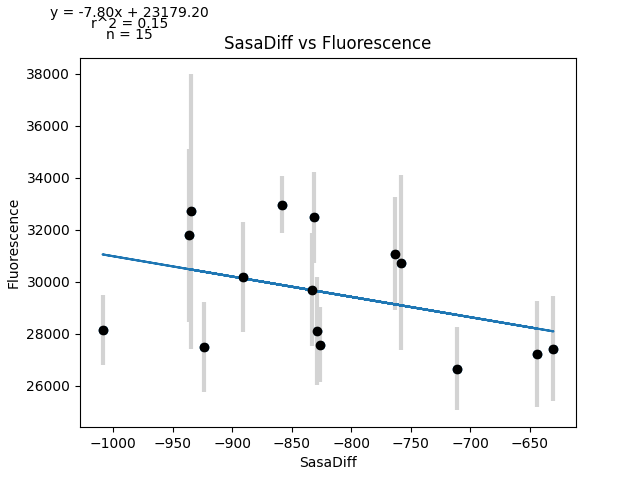 y = -7.80x + 23179.20
r^2 = 0.15
n = 15
SasaDiff vs Fluorescence
38000
36000
34000
32000
30000
28000
26000
Fluorescence
−1000 −950 −900 −850 −800 −750 −700 −650
SasaDiff